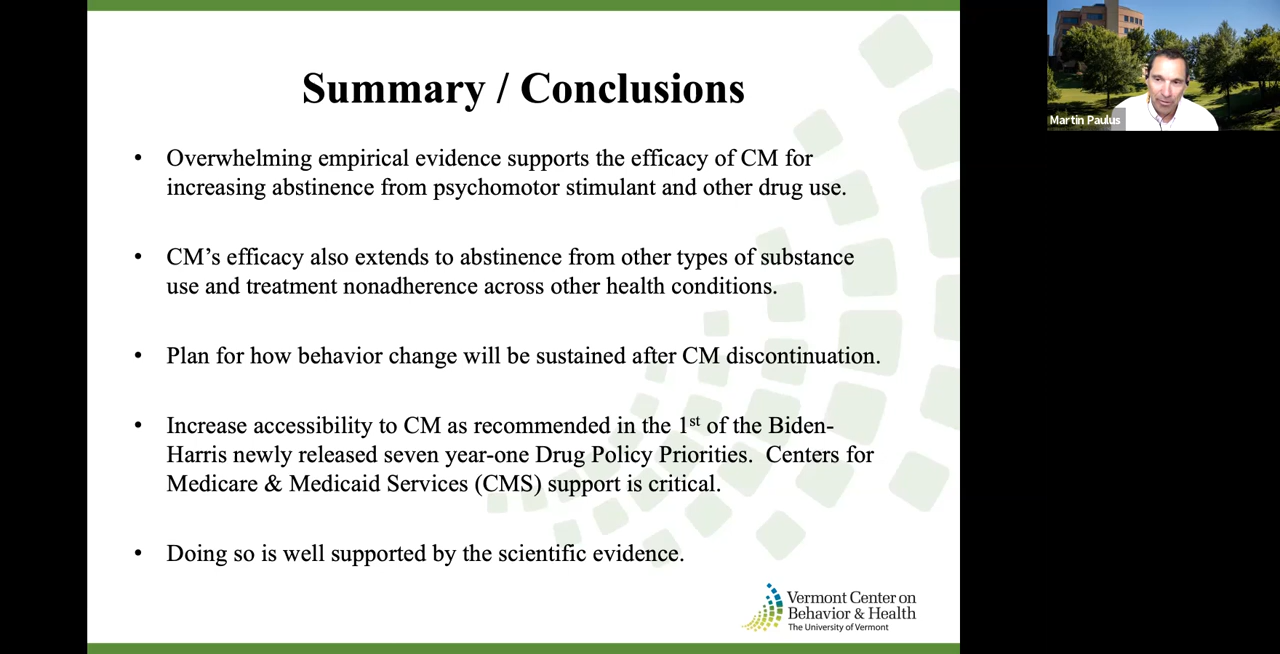 Summary / Conclusions
• Overwhelming empirical evidence supports the efficacy of CM for
increasing abstinence from psychomotor stimulant and other drug use.
• CM’s efficacy also extends to abstinence from other types of substance
use and treatment nonadherence across other health conditions.
• Plan for how behavior change will be sustained after CM discontinuation.
• Increase accessibility to CM as recommended in the 1st of the Biden-
Harris newly released seven year-one Drug Policy Priorities.  Centers for
Medicare & Medicaid Services (CMS) support is critical.
• Doing so is well supported by the scientific evidence.
Vermont Center on
Behavior & Health
The University of Vermont
Martin Paulus